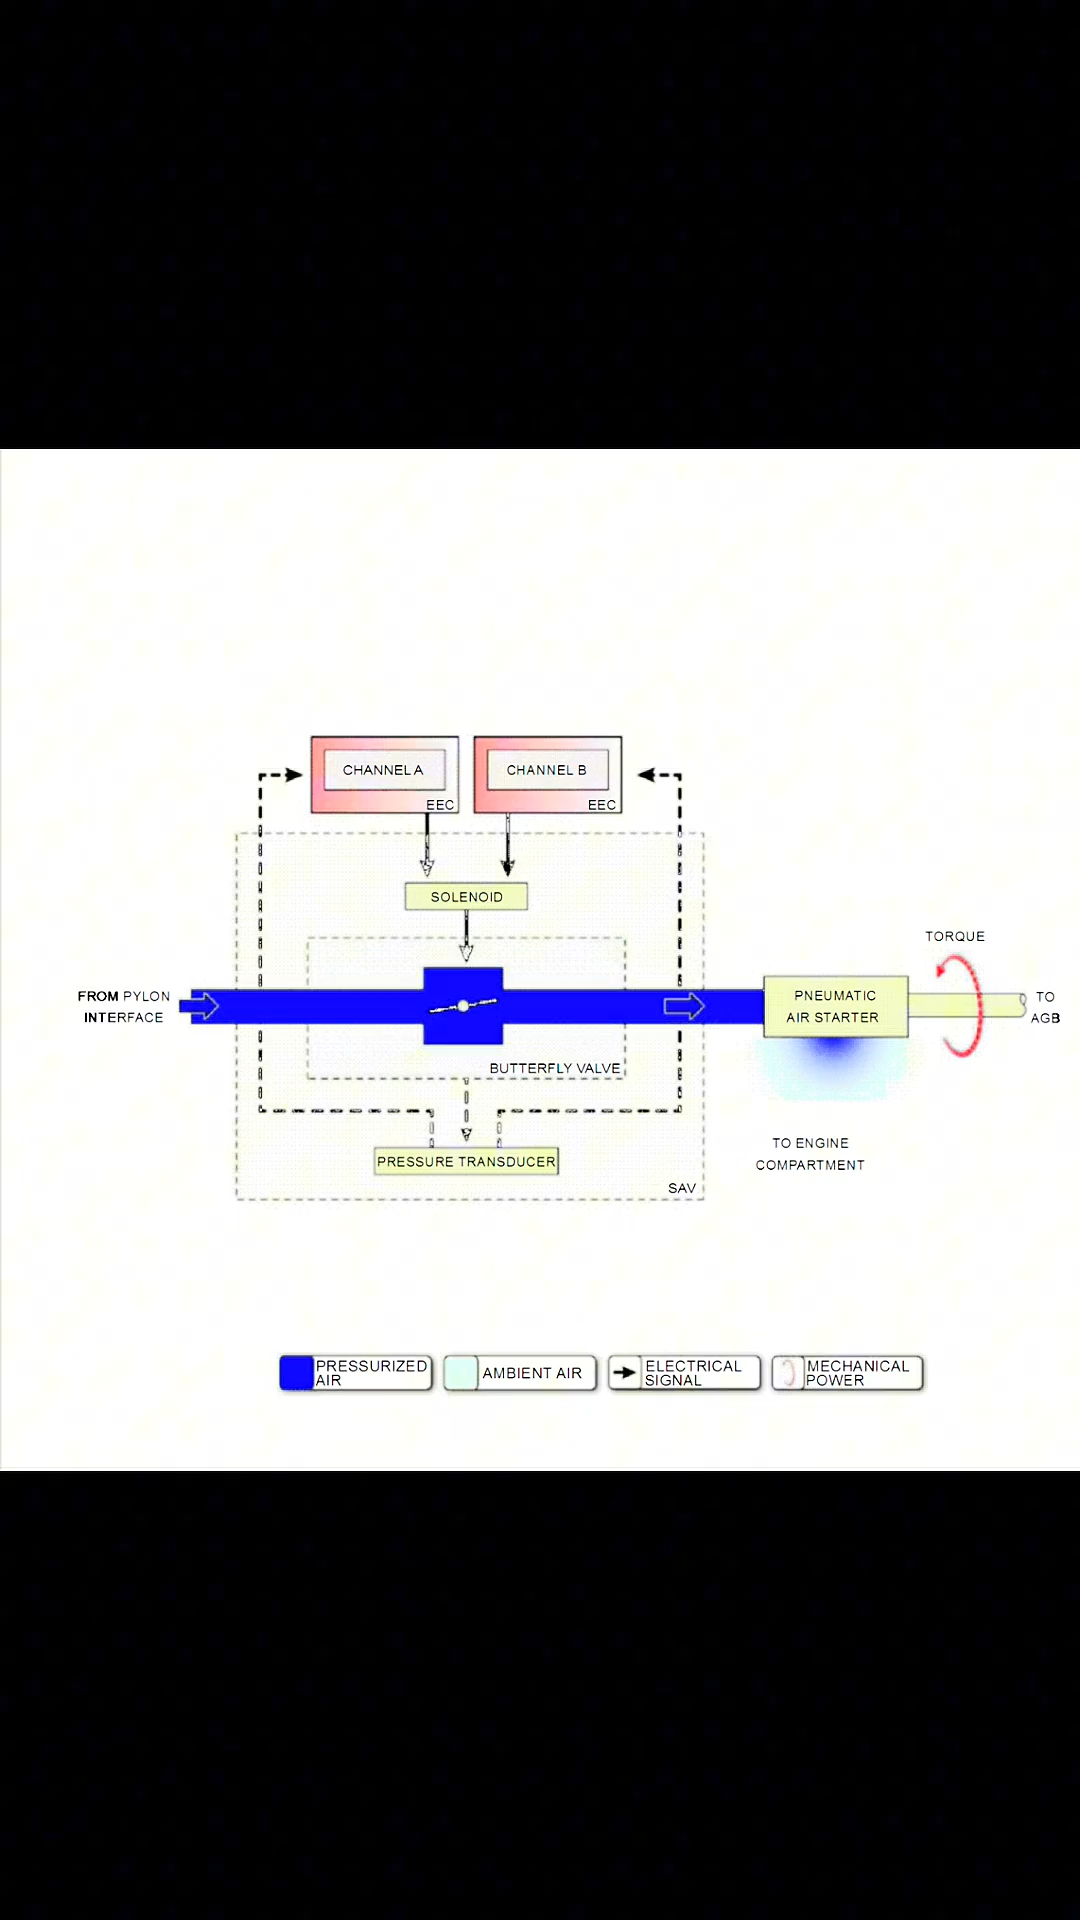 CHANNEL A
EEC
CHANNEL B
EEC
SOLENOID
TORQUE
FROM PYLON
INTERFACE
PNEUMATIC
AIR STARTER
TO
AGB
BUTTERFLY VALVE
TO ENGINE
COMPARTMENT
PRESSURE TRANSDUCER
SAV
PRESSURIZED
AIR
AMBIENT AIR
ELECTRICAL
SIGNAL
MECHANICAL
POWER